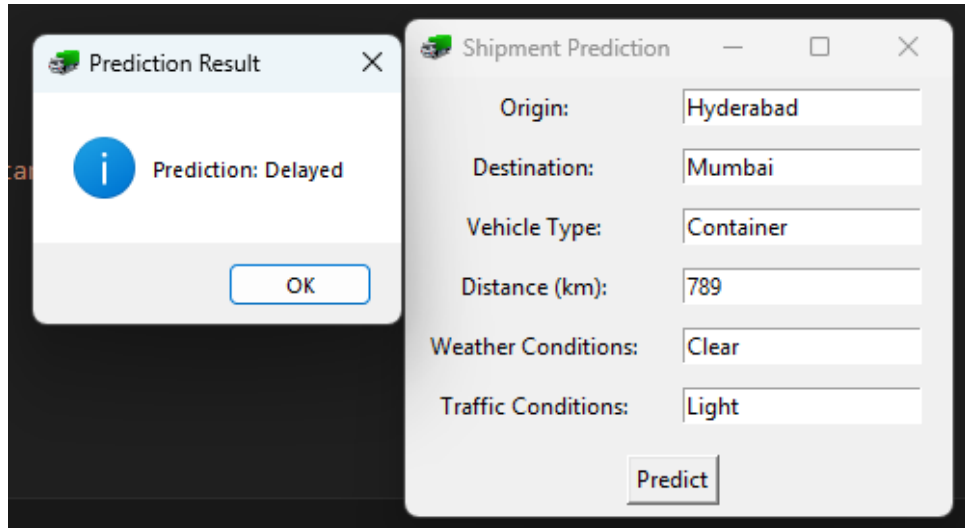 Prediction Result
Prediction: Delayed
OK
Shipment Prediction
Origin: Hyderabad
Destination: Mumbai
Vehicle Type: Container
Distance (km): 789
Weather Conditions: Clear
Traffic Conditions: Light
Predict